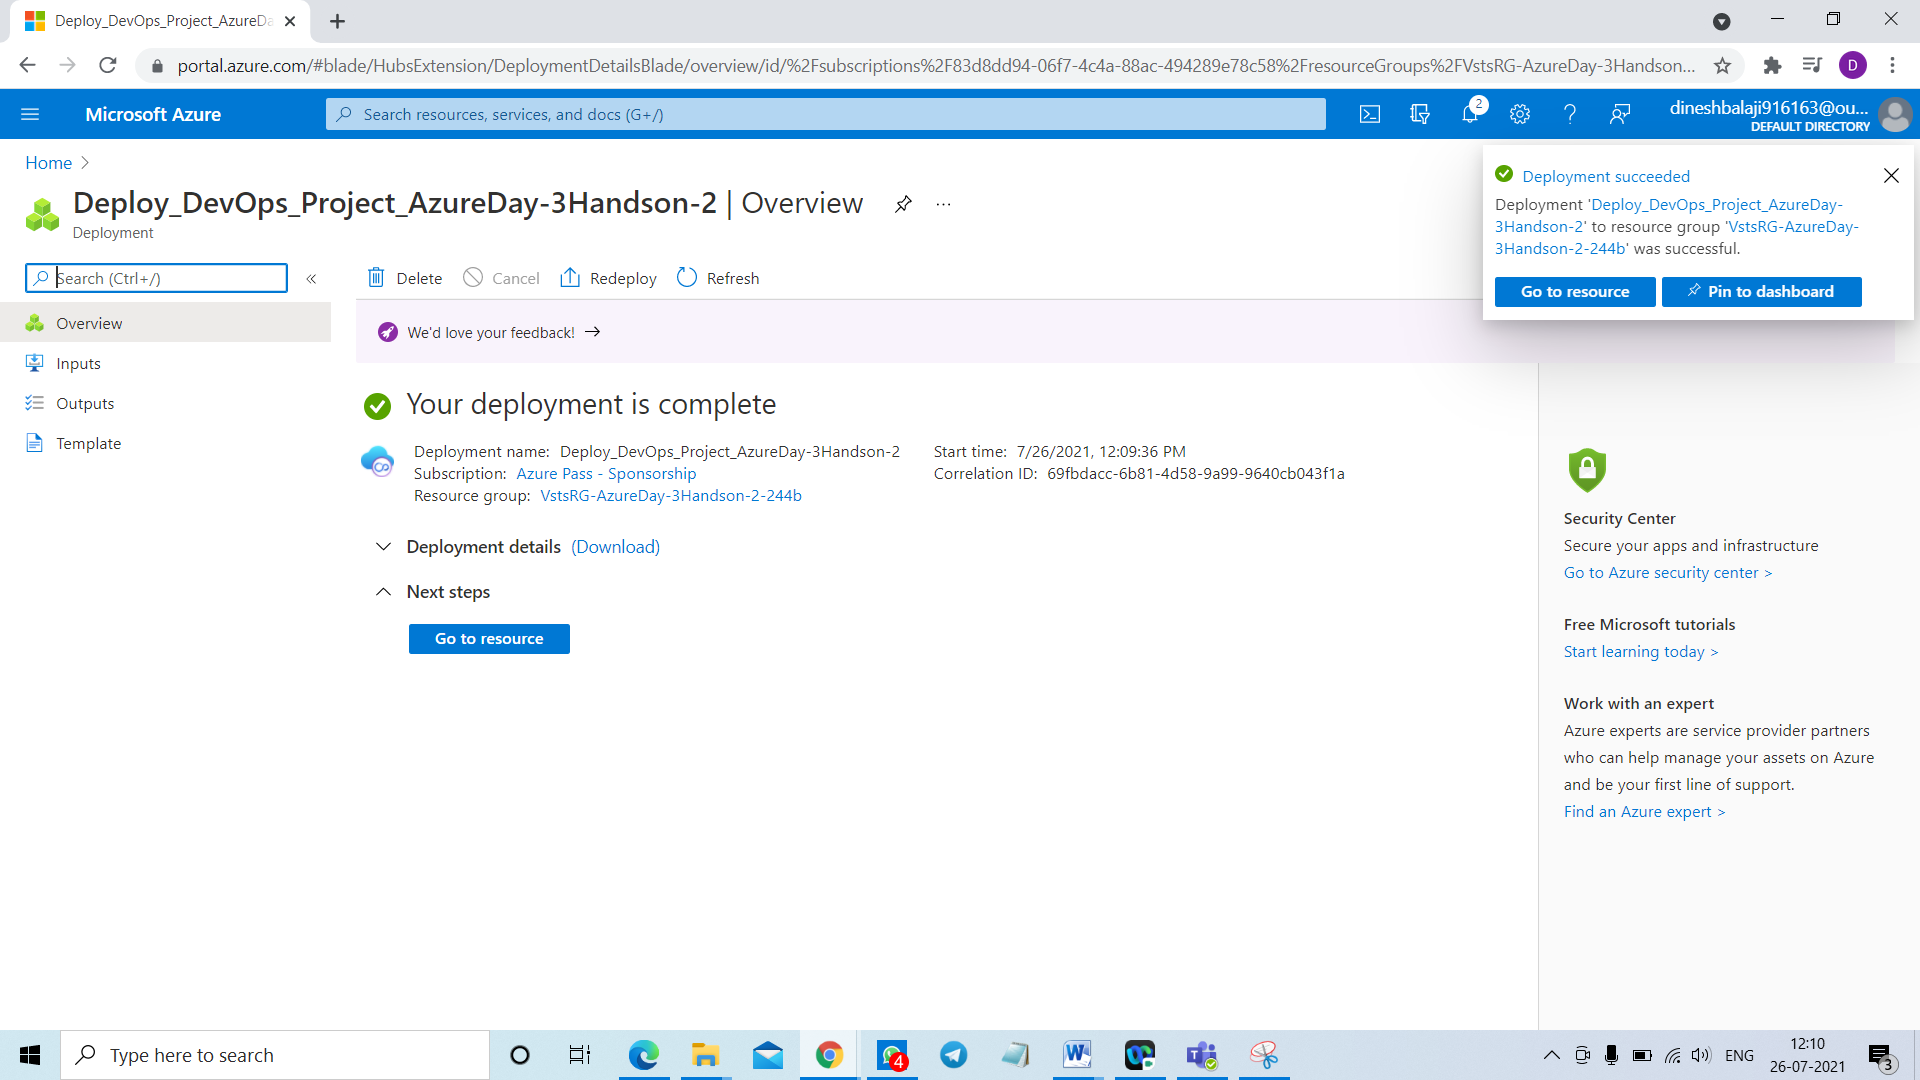 Deploy_DevOps_Project_AzureDa
portal.azure.com/#blade/HubsExtension/DeploymentDetailsBlade/overview/id/%2Fsubscriptions%2F83d8dd94-06f7-4c4a-88ac-494289e78c58%2FresourceGroups%2FVstsRG-AzureDay-3Handson...
D
Microsoft Azure
Search resources, services, and docs (G+/)
2
dineshbalaji916163@ou...
DEFAULT DIRECTORY
Home
Deploy_DevOps_Project_AzureDay-3Handson-2 | Overview
Deployment
Deployment succeeded
Deployment 'Deploy_DevOps_Project_AzureDay-
3Handson-2' to resource group 'VstsRG-AzureDay-
3Handson-2-244b' was successful.
Go to resource
Pin to dashboard
Search (Ctrl+/)
Delete
Cancel
Redeploy
Refresh
Overview
Inputs
Outputs
Template
We'd love your feedback!
Your deployment is complete
Deployment name: Deploy_DevOps_Project_AzureDay-3Handson-2
Subscription: Azure Pass - Sponsorship
Resource group: VstsRG-AzureDay-3Handson-2-244b
Start time: 7/26/2021, 12:09:36 PM
Correlation ID: 69fbdacc-6b81-4d58-9a99-9640cb043f1a
Deployment details (Download)
Next steps
Go to resource
Security Center
Secure your apps and infrastructure
Go to Azure security center >
Free Microsoft tutorials
Start learning today >
Work with an expert
Azure experts are service provider partners
who can help manage your assets on Azure
and be your first line of support.
Find an Azure expert >
Type here to search
4
ENG
12:10
26-07-2021
3